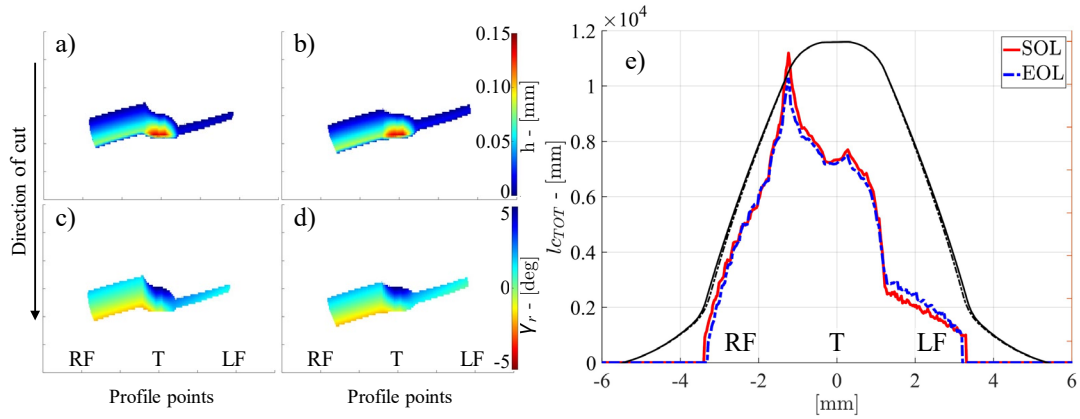 a)
b)
0.15
0.10
0.05
0
h - [mm]
Direction of cut
c)
d)
5
0
-5
γr - [deg]
RF T LF
RF T LF
Profile points
Profile points
×10⁴
e)
SOL
EOL
1.2
1
0.8
0.6
0.4
0.2
0
lcTOT - [mm]
RF T LF
-6 -4 -2 0 2 4 6
[mm]